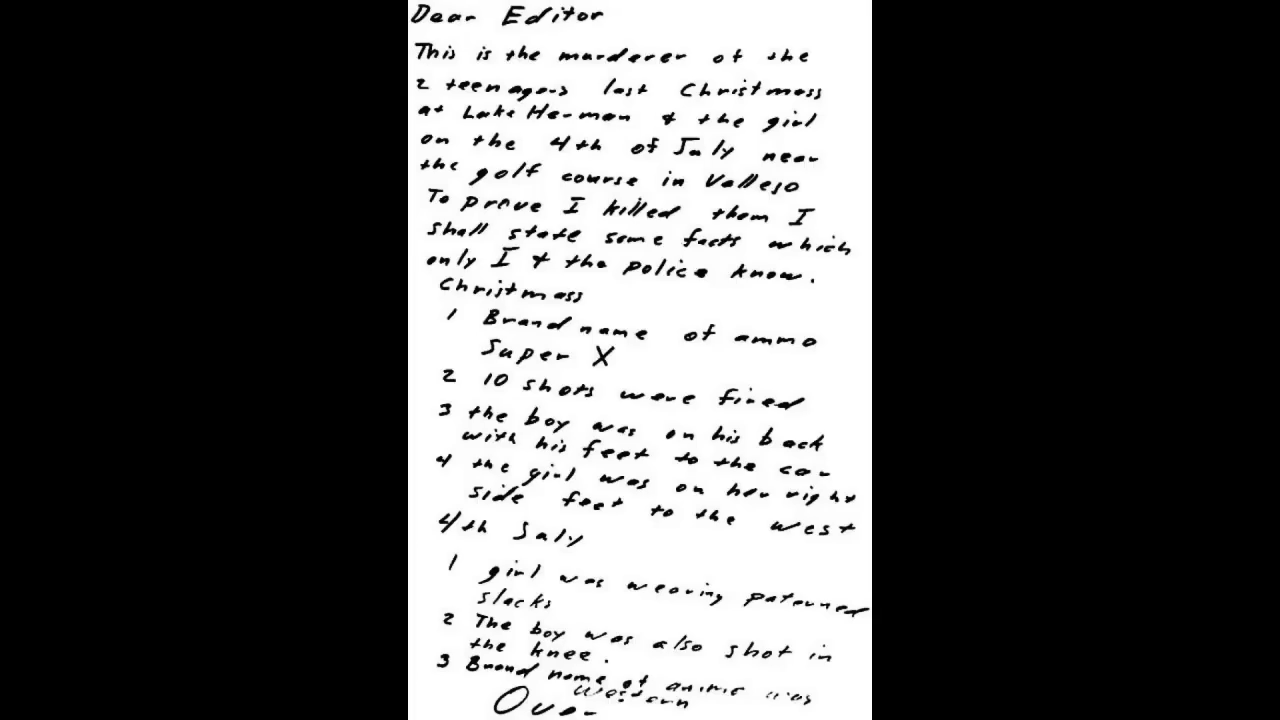 Dear Editor
This is the murderer of the
2 teenagers last Christmass
at Lake Herman & the girl
on the 4th of July near
the golf course in Vallejo
To prove I killed them I
shall state some facts which
only I & the police know.
Christmass
1 Brand name of ammo
Super X
2 10 shots were fired
3 the boy was on his back
with his feet to the car
4 the girl was on her right
side feet to the west
4th July
1 girl was wearing paterned
slacks
2 The boy was also shot in
the knee.
3 Brand name of ammo was
Western
Over